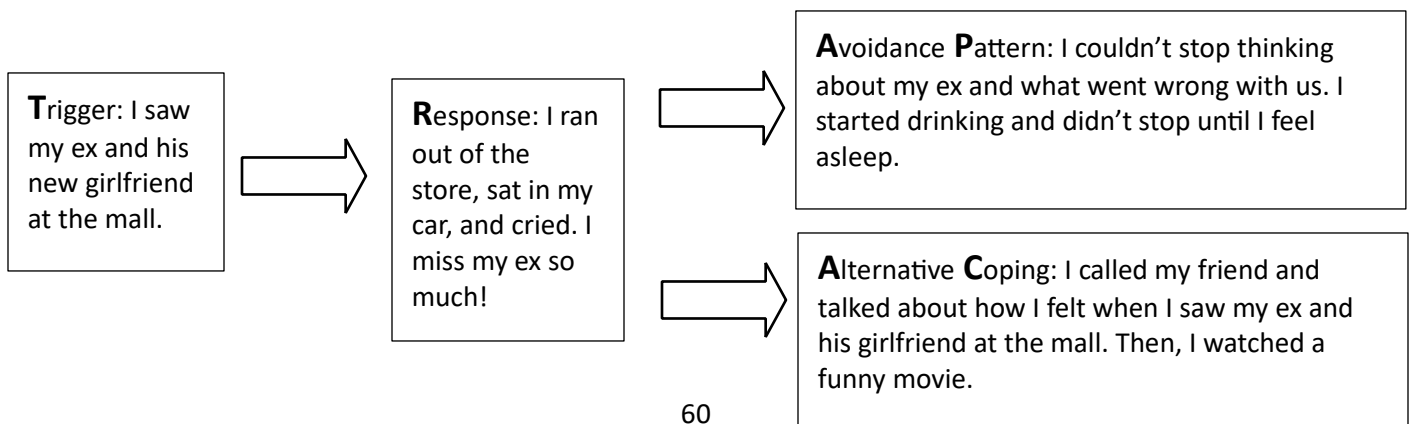 Trigger: I saw
my ex and his
new girlfriend
at the mall.
Response: I ran
out of the
store, sat in my
car, and cried. I
miss my ex so
much!
Avoidance Pattern: I couldn’t stop thinking
about my ex and what went wrong with us. I
started drinking and didn’t stop until I feel
asleep.
Alternative Coping: I called my friend and
talked about how I felt when I saw my ex and
his girlfriend at the mall. Then, I watched a
funny movie.
60